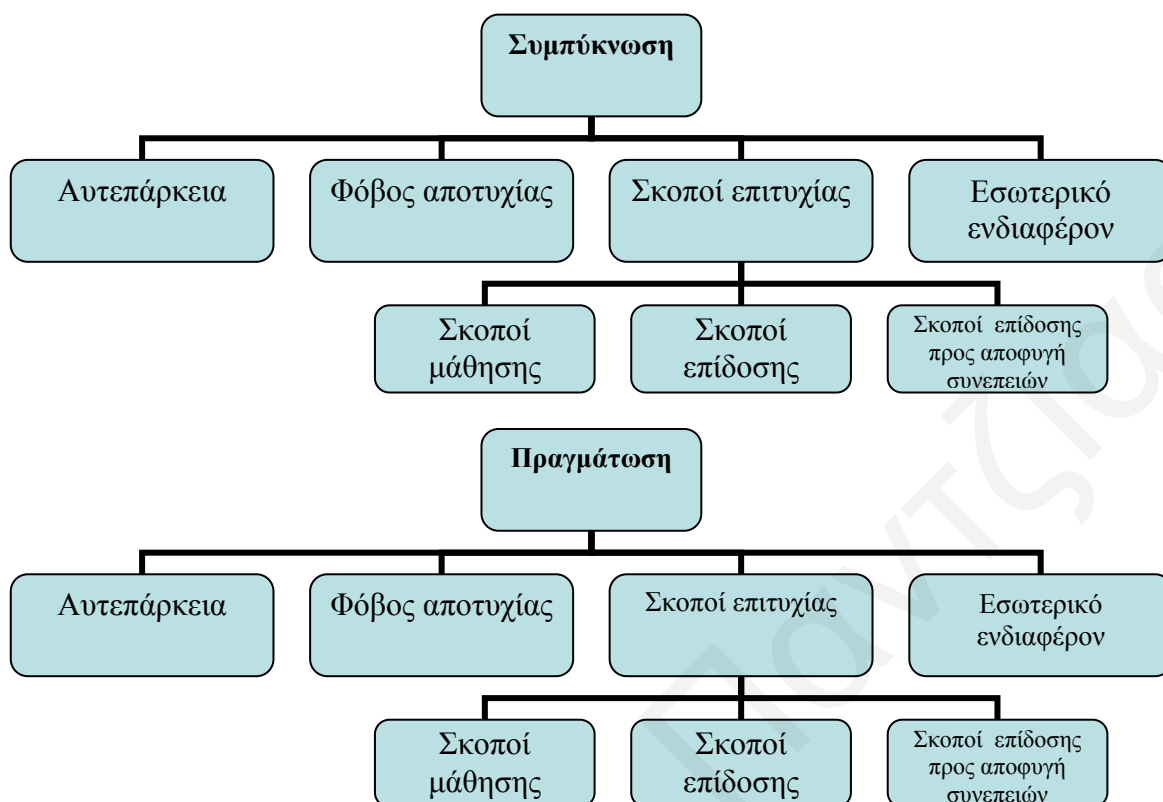 Συμπύκνωση
Αυτεπάρκεια
Φόβος αποτυχίας
Σκοποί επιτυχίας
Εσωτερικό
ενδιαφέρον
Σκοποί
μάθησης
Σκοποί
επίδοσης
Σκοποί επίδοσης
προς αποφυγή
συνεπειών
Πραγμάτωση
Αυτεπάρκεια
Φόβος αποτυχίας
Σκοποί επιτυχίας
Εσωτερικό
ενδιαφέρον
Σκοποί
μάθησης
Σκοποί
επίδοσης
Σκοποί επίδοσης
προς αποφυγή
συνεπειών